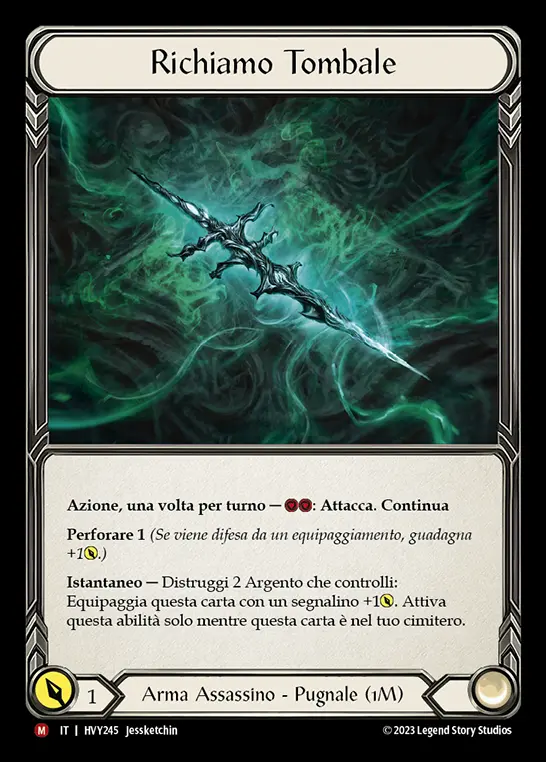 Richiamo Tombale
Azione, una volta per turno — : Attacca. Continua
Perforare 1 (Se viene difesa da un equipaggiamento, guadagna
+1.)
Istantaneo — Distruggi 2 Argento che controlli:
Equipaggia questa carta con un segnalino +1. Attiva
questa abilità solo mentre questa carta è nel tuo cimitero.
1
Arma Assassino - Pugnale (1M)
M IT | HVY245 Jessketchin
©2023 Legend Story Studios